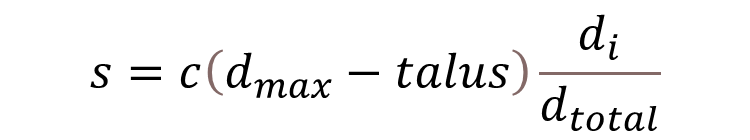 s = c(d_max − talus) d_i / d_total